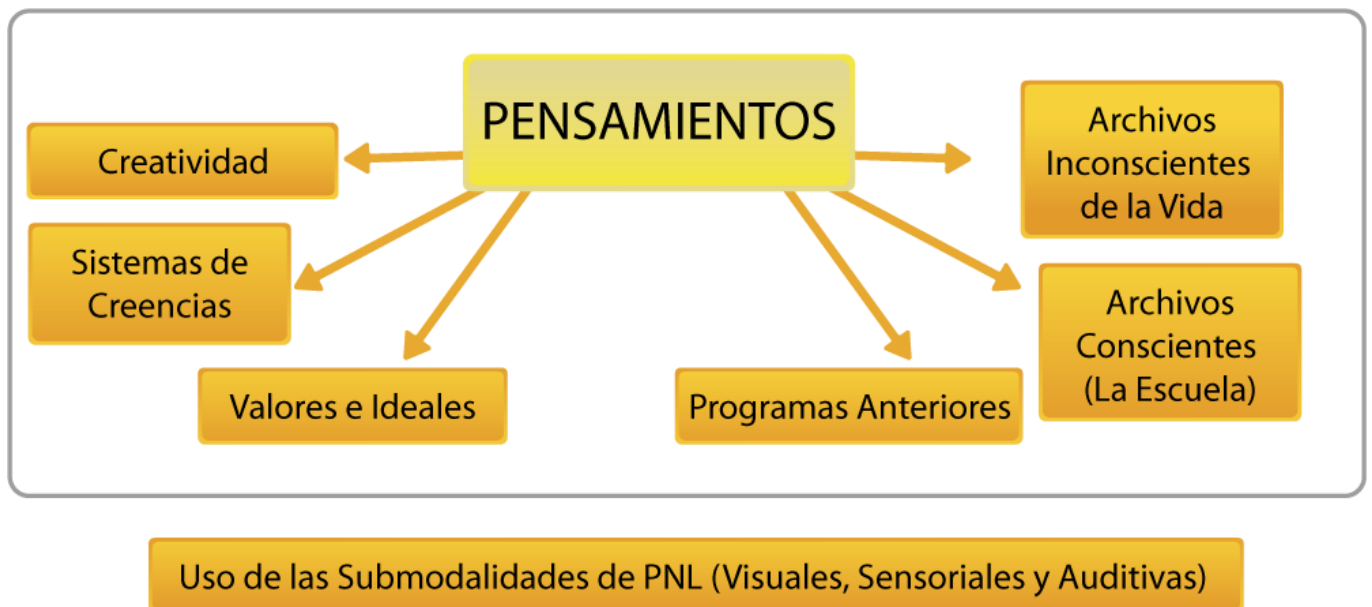 PENSAMIENTOS
Creatividad
Sistemas de
Creencias
Valores e Ideales
Programas Anteriores
Archivos
Inconscientes
de la Vida
Archivos
Conscientes
(La Escuela)
Uso de las Submodalidades de PNL (Visuales, Sensoriales y Auditivas)